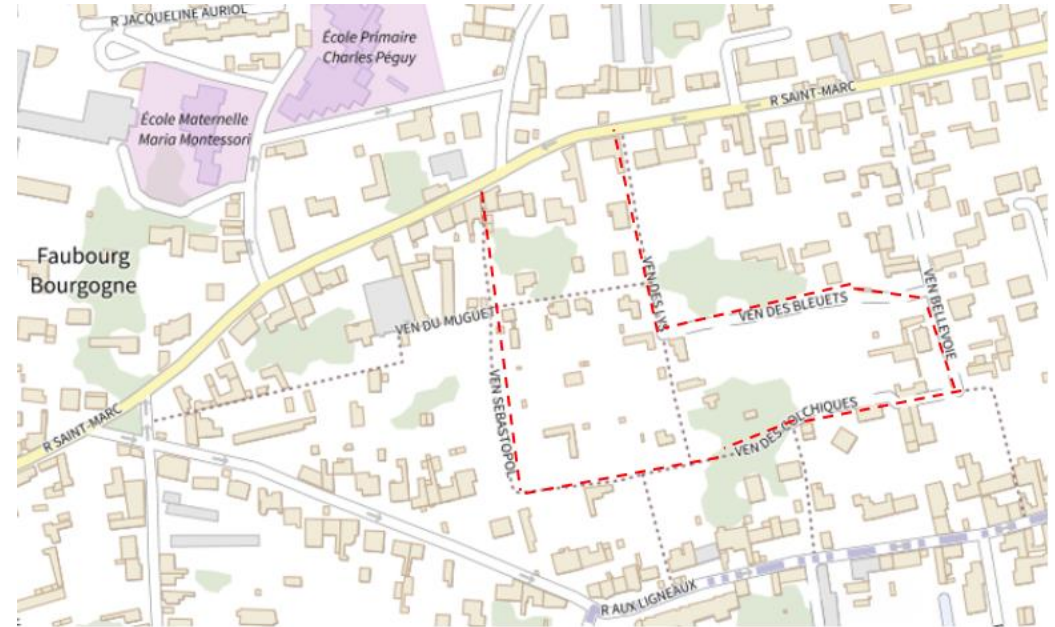 R JACQUELINE AURIOL
École Primaire
Charles Péguy
R SAINT-MARC
École Maternelle
Maria Montessori
Faubourg
Bourgogne
VEN DES LYS
VEN BELLEVOIE
VEN DU MUGUET
VEN DES BLEUETS
VEN SEBASTOPOL
R SAINT-MARC
VEN DES COLCHIQUES
R AUX LIGNEAUX